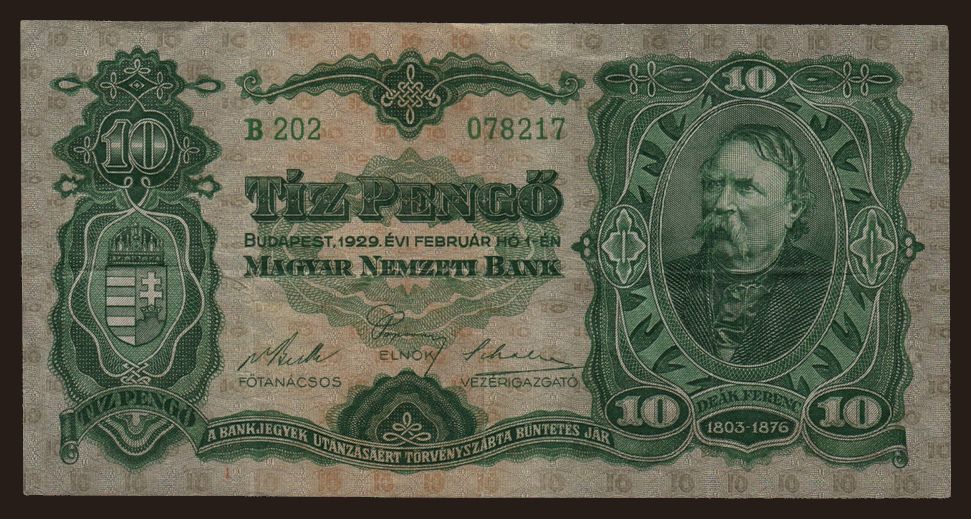 10
10
B 202 078217
TÍZ PENGŐ
BUDAPEST, 1929. ÉVI FEBRUÁR HÓ 1-ÉN
MAGYAR NEMZETI BANK
ELNÖK
FŐTANÁCSOS
VEZÉRIGAZGATÓ
TÍZ PENGŐ
10
DEÁK FERENC
1803-1876
10
A BANKJEGYEK UTÁNZÁSÁÉRT TÖRVÉNYSZABTA BÜNTETÉS JÁR